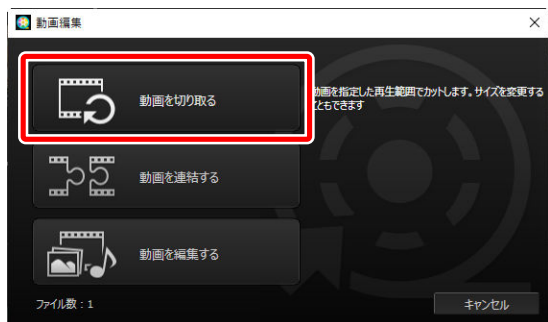 動画編集
動画を切り取る
動画を指定した再生範囲でカットします。サイズを変更する
こともできます
動画を連結する
動画を編集する
ファイル数：1
キャンセル